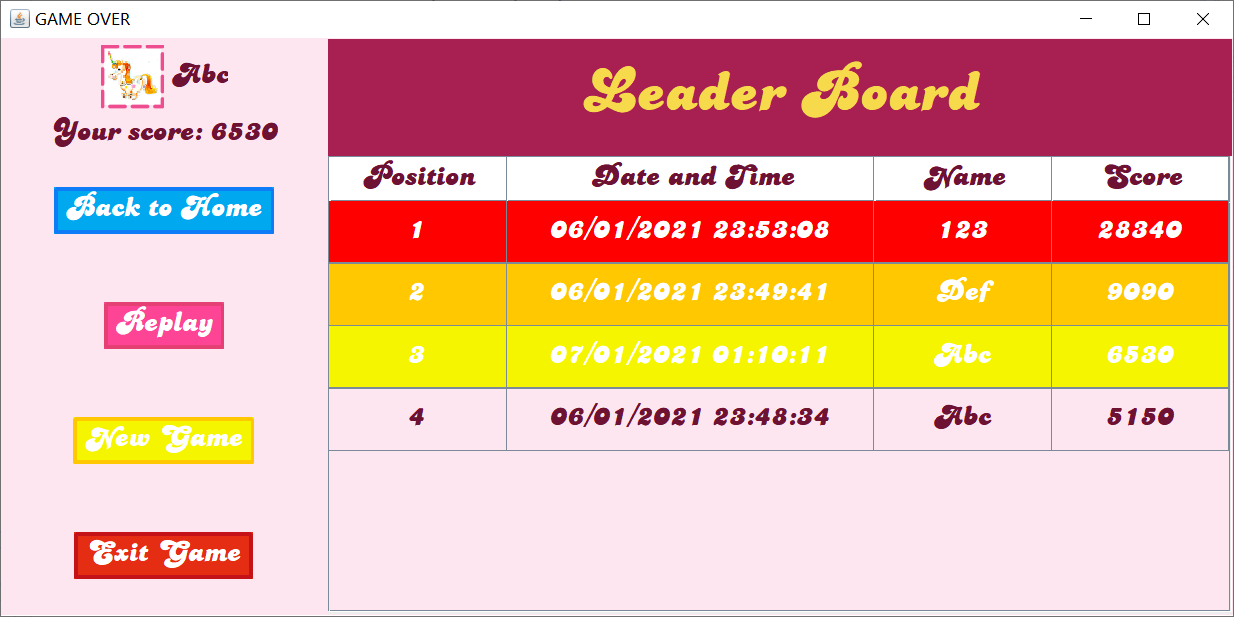 GAME OVER
Abc
Your score: 6530
Back to Home
Replay
New Game
Exit Game
Leader Board
Position Date and Time Name Score
1 06/01/2021 23:53:08 123 28340
2 06/01/2021 23:49:41 Def 9090
3 07/01/2021 01:10:11 Abc 6530
4 06/01/2021 23:48:34 Abc 5150